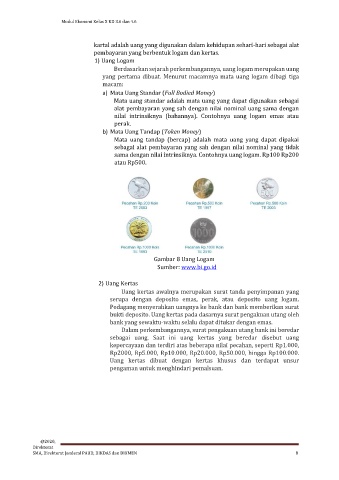 Modul Ekonomi Kelas X KD 3.6 dan 4.6
kartal adalah uang yang digunakan dalam kehidupan sehari-hari sebagai alat
pembayaran yang berbentuk logam dan kertas.
1) Uang Logam
Berdasarkan sejarah perkembangannya, uang logam merupakan uang
yang pertama dibuat. Menurut macamnya mata uang logam dibagi tiga
macam:
a) Mata Uang Standar (Full Bodied Money)
Mata uang standar adalah mata uang yang dapat digunakan sebagai
alat pembayaran yang sah dengan nilai nominal uang sama dengan
nilai intrinsiknya (bahannya). Contohnya uang logam emas atau
perak.
b) Mata Uang Tandap (Token Money)
Mata uang tandap (bercap) adalah mata uang yang dapat dipakai
sebagai alat pembayaran yang sah dengan nilai nominal yang tidak
sama dengan nilai intrinsiknya. Contohnya uang logam. Rp100 Rp200
atau Rp500.
Pecahan Rp.200 Koin Pecahan Rp.500 Koin Pecahan Rp.500 Koin
TE 2003 TE 1997 TE 2003
Pecahan Rp.1000 Koin Pecahan Rp.1000 Koin
Gambar 8 Uang Logam
Sumber: www.bi.go.id
2) Uang Kertas
Uang kertas awalnya merupakan surat tanda penyimpanan yang
serupa dengan deposito emas, perak, atau deposito uang logam.
Pedagang menyerahkan uangnya ke bank dan bank memberikan surat
bukti deposito. Uang kertas pada dasarnya surat pengakuan utang oleh
bank yang sewaktu-waktu selalu dapat ditukar dengan emas.
Dalam perkembangannya, surat pengakuan utang bank ini beredar
sebagai uang. Saat ini uang kertas yang beredar disebut uang
kepercayaan dan terdiri atas beberapa nilai pecahan, seperti Rp1.000,
Rp2000, Rp5.000, Rp10.000, Rp20.000, Rp50.000, hingga Rp100.000.
Uang kertas dibuat dengan kertas khusus dan terdapat unsur
pengaman untuk menghindari pemalsuan.
@2020,
Direktorat
SMA, Direktorat Jenderal PAUD, DIKDAS dan DIKMEN 8